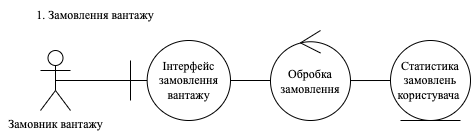 1. Замовлення вантажу
Інтерфейс
замовлення
вантажу
Обробка
замовлення
Статистика
замовлень
користувача
Замовник вантажу